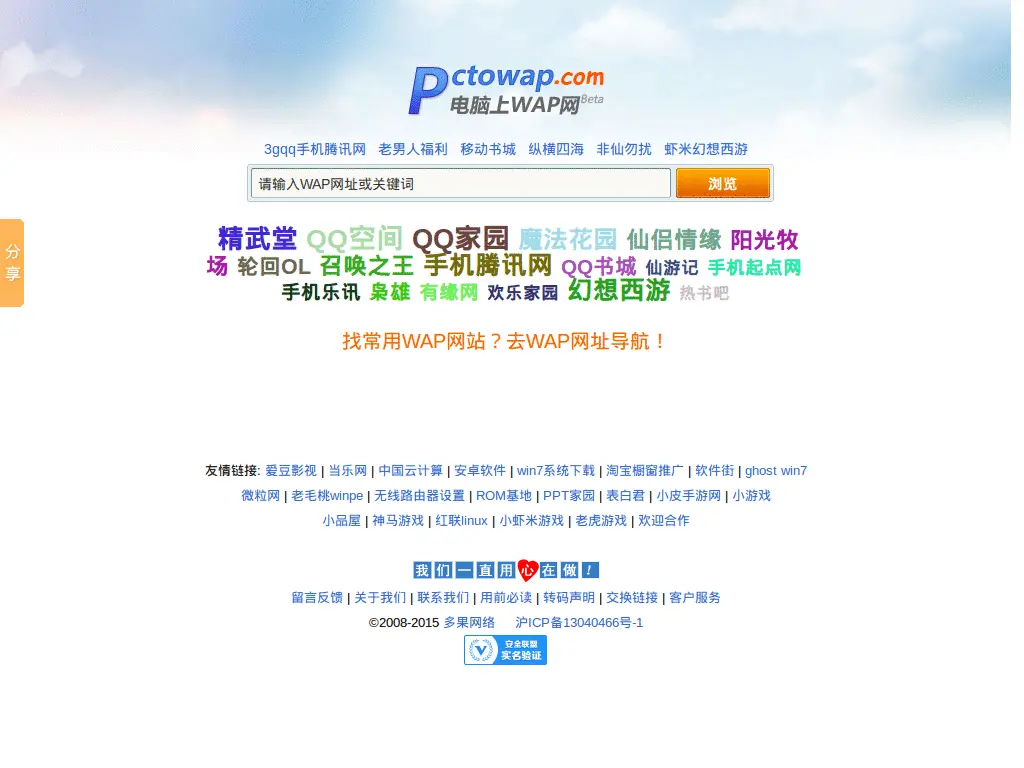 Pctowap.com
电脑上WAP网Beta
3gqq手机腾讯网 老男人福利 移动书城 纵横四海 非仙勿扰 虾米幻想西游
请输入WAP网址或关键词 浏览
分享
精武堂 QQ空间 QQ家园 魔法花园 仙侣情缘 阳光牧
场 轮回OL 召唤之王 手机腾讯网 QQ书城 仙游记 手机起点网
手机乐讯 枭雄 有缘网 欢乐家园 幻想西游 热书吧
找常用WAP网站？去WAP网址导航！
友情链接: 爱豆影视 | 当乐网 | 中国云计算 | 安卓软件 | win7系统下载 | 淘宝橱窗推广 | 软件街 | ghost win7
微粒网 | 老毛桃winpe | 无线路由器设置 | ROM基地 | PPT家园 | 表白君 | 小皮手游网 | 小游戏
小品屋 | 神马游戏 | 红联linux | 小虾米游戏 | 老虎游戏 | 欢迎合作
我们一直用心在做！
留言反馈 | 关于我们 | 联系我们 | 用前必读 | 转码声明 | 交换链接 | 客户服务
©2008-2015 多果网络 沪ICP备13040466号-1
安全联盟
实名验证